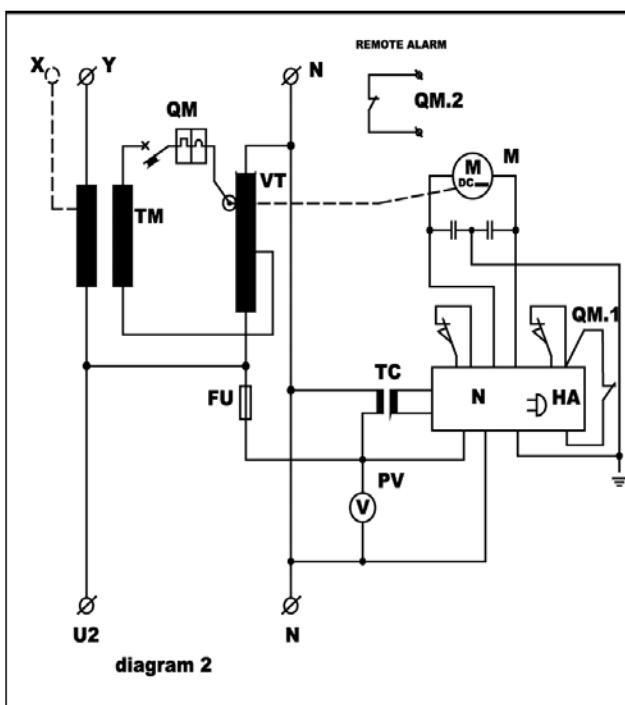 REMOTE ALARM
X Y N
QM QM.2
VT M M
DC
TM
QM.1
TC
FU N HA
PV
V
U2 N
diagram 2